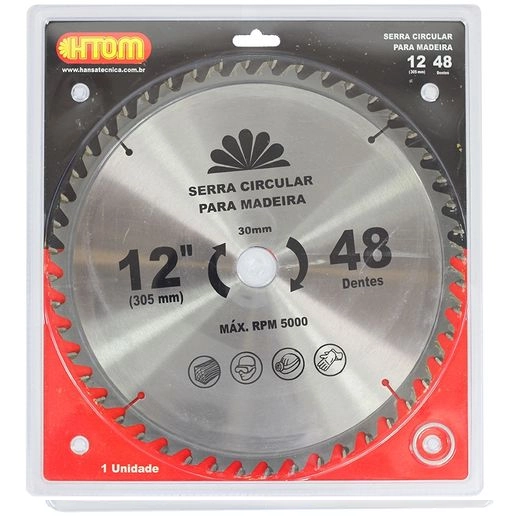 HTOM
www.hansatecnica.com.br
SERRA CIRCULAR
PARA MADEIRA
12 48
(305 mm) Dentes
SERRA CIRCULAR
PARA MADEIRA
30mm
12"
(305 mm)
48
Dentes
MÁX. RPM 5000
1 Unidade